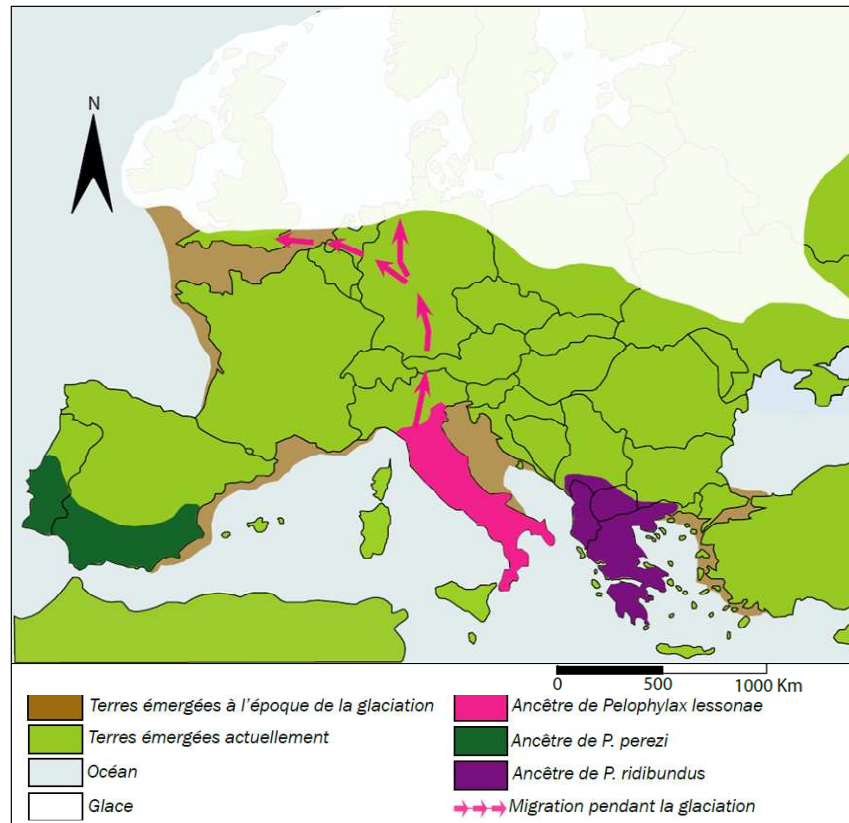 N
0 500 1000 Km
Terres émergées à l'époque de la glaciation
Terres émergées actuellement
Océan
Glace
Ancêtre de Pelophylax lessonae
Ancêtre de P. perezi
Ancêtre de P. ridibundus
Migration pendant la glaciation